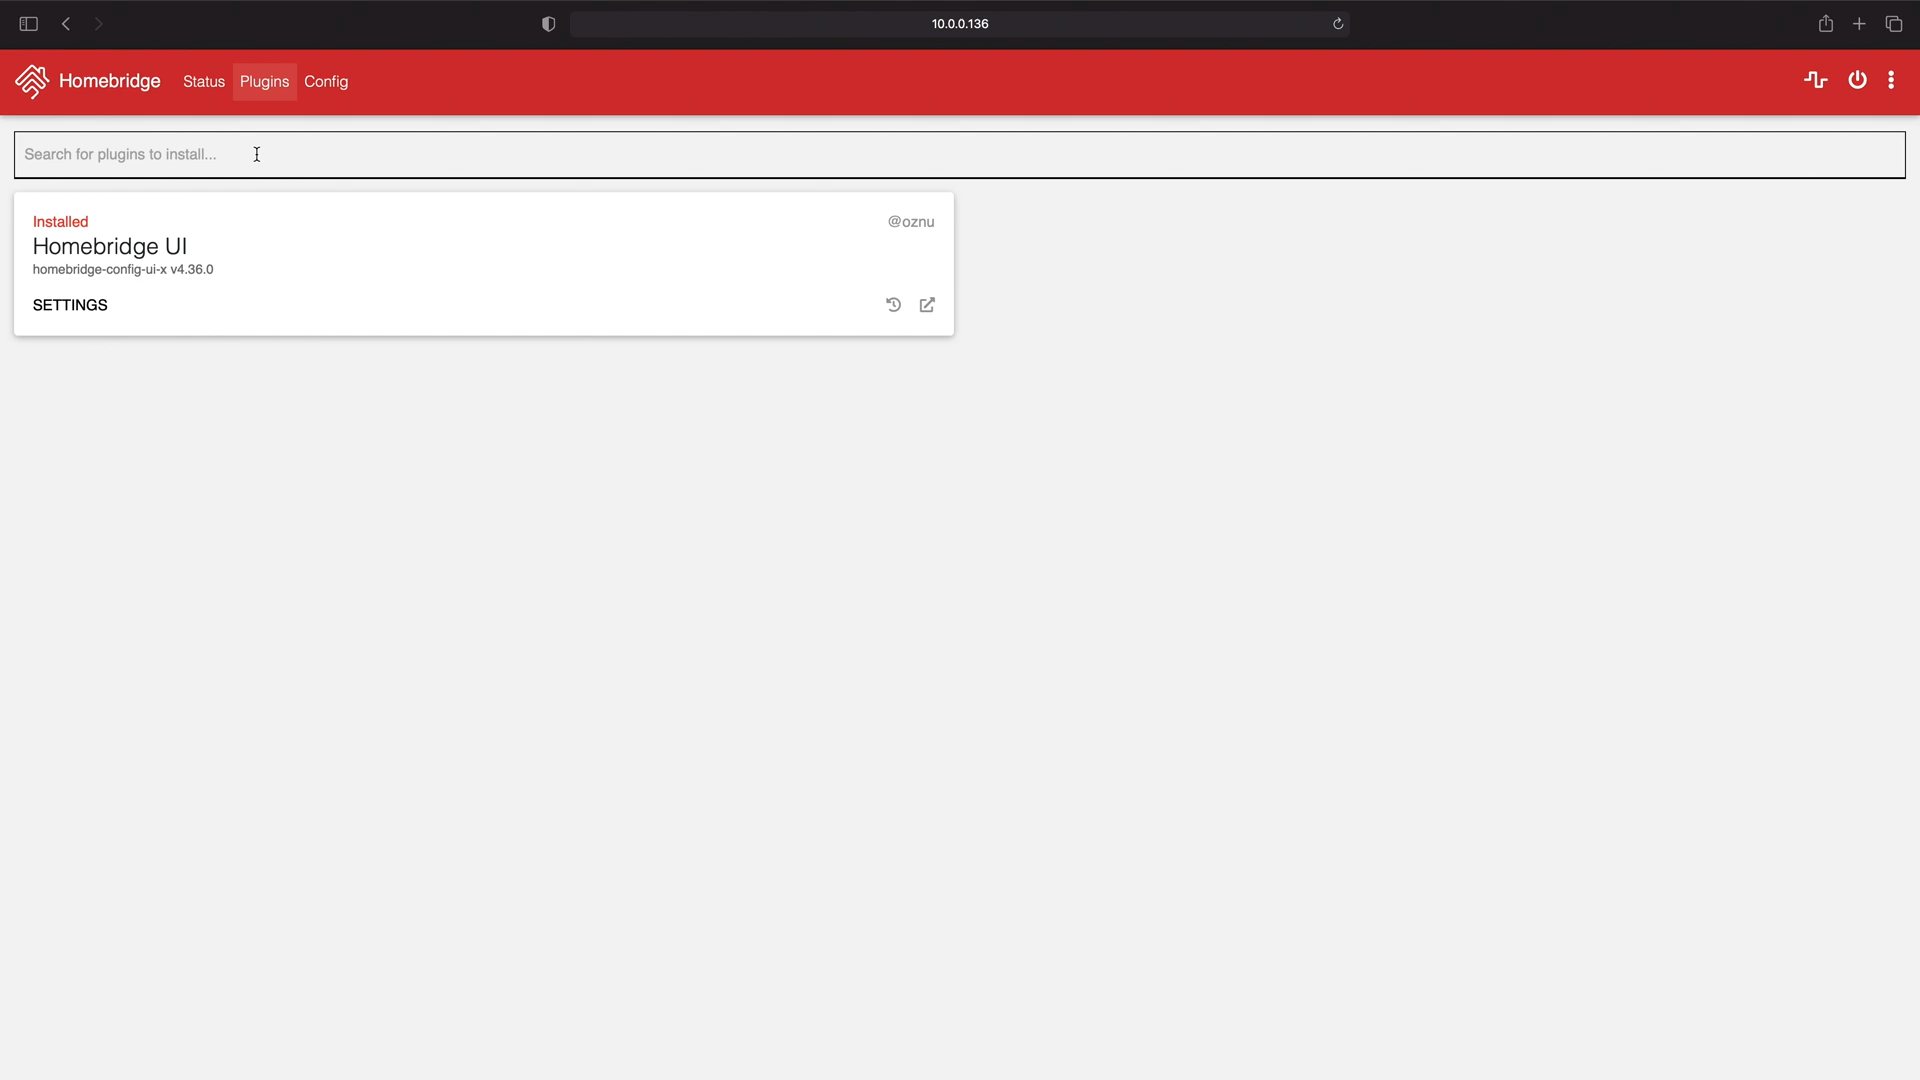 10.0.0.136
Homebridge Status Plugins Config
Search for plugins to install...
Installed @oznu
Homebridge UI
homebridge-config-ui-x v4.36.0
SETTINGS